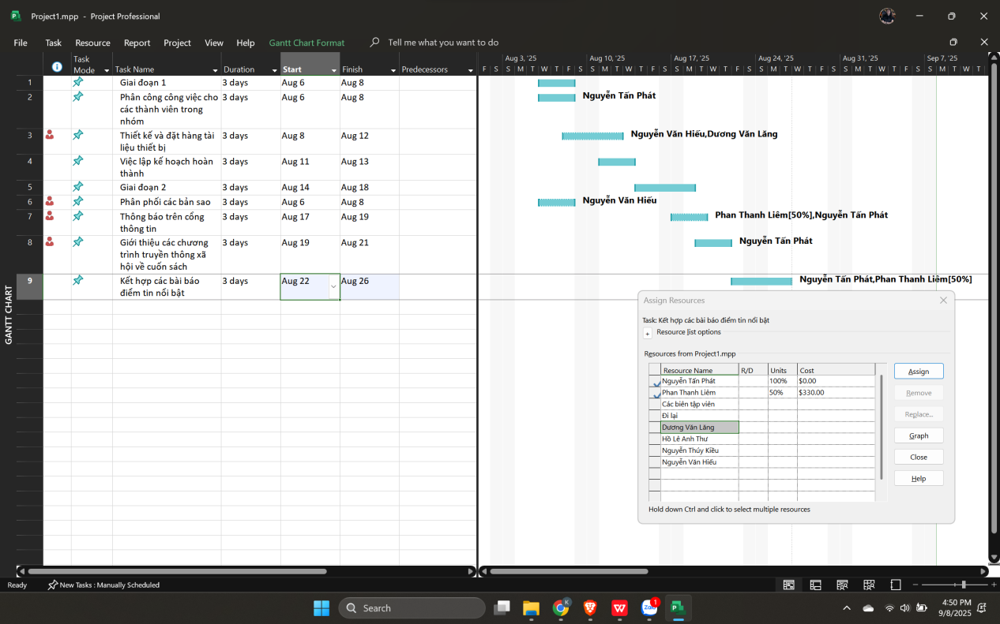 Project1.mpp - Project Professional
File Task Resource Report Project View Help Gantt Chart Format Tell me what you want to do
Task Mode Task Name Duration Start Finish Predecessors
Aug 3, '25 Aug 10, '25 Aug 17, '25 Aug 24, '25 Aug 31, '25 Sep 7, '25
F S S M T W T F S S M T W T F S S M T W T F S S M T W T F S S M T W T F S S M T W T
1 Giai đoạn 1 3 days Aug 6 Aug 8
2 Phân công công việc cho 3 days Aug 6 Aug 8 Nguyễn Tấn Phát
các thành viên trong
nhóm
3 Thiết kế và đặt hàng tài 3 days Aug 8 Aug 12 Nguyễn Văn Hiếu,Dương Văn Lăng
liệu thiết bị
4 Việc lập kế hoạch hoàn 3 days Aug 11 Aug 13
thành
5 Giai đoạn 2 3 days Aug 14 Aug 18
6 Phân phối các bản sao 3 days Aug 6 Aug 8 Nguyễn Văn Hiếu
7 Thông báo trên cổng 3 days Aug 17 Aug 19 Phan Thanh Liêm[50%],Nguyễn Tấn Phát
thông tin
8 Giới thiệu các chương 3 days Aug 19 Aug 21 Nguyễn Tấn Phát
trình truyền thông xã
hội về cuốn sách
9 Kết hợp các bài báo 3 days Aug 22 Aug 26 Nguyễn Tấn Phát,Phan Thanh Liêm[50%]
điểm tin nổi bật
GANTT CHART
Assign Resources
Task: Kết hợp các bài báo điểm tin nổi bật
+ Resource list options
Resources from Project1.mpp
Resource Name R/D Units Cost
Nguyễn Tấn Phát 100% $0.00
Phan Thanh Liêm 50% $330.00
Các biên tập viên
Đi lại
Dương Văn Lăng
Hồ Lê Anh Thư
Nguyễn Thúy Kiều
Nguyễn Văn Hiếu
Assign
Remove
Replace...
Graph
Close
Help
Hold down Ctrl and click to select multiple resources
Ready New Tasks : Manually Scheduled
Search
K
Zalo
1
4:50 PM
9/8/2025